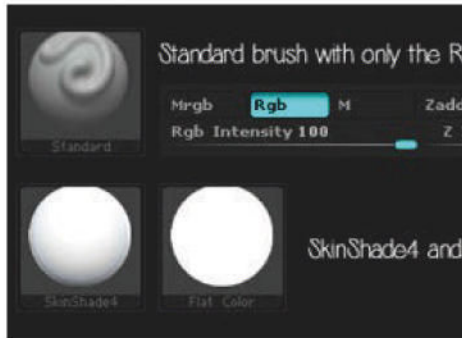 Standard brush with only the R
Mrgb Rgb M Zadd
Rgb Intensity 100 Z
Standard
SkinShade4 and
SkinShade4 Flat Color